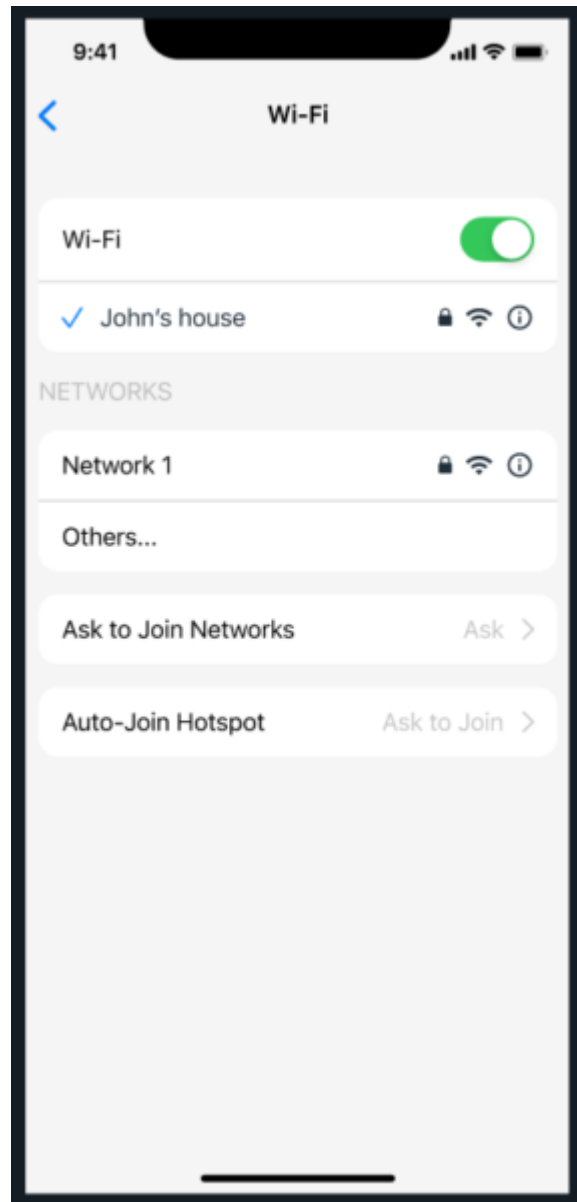 9:41
Wi-Fi
Wi-Fi
John's house
NETWORKS
Network 1
Others...
Ask to Join Networks Ask
Auto-Join Hotspot Ask to Join